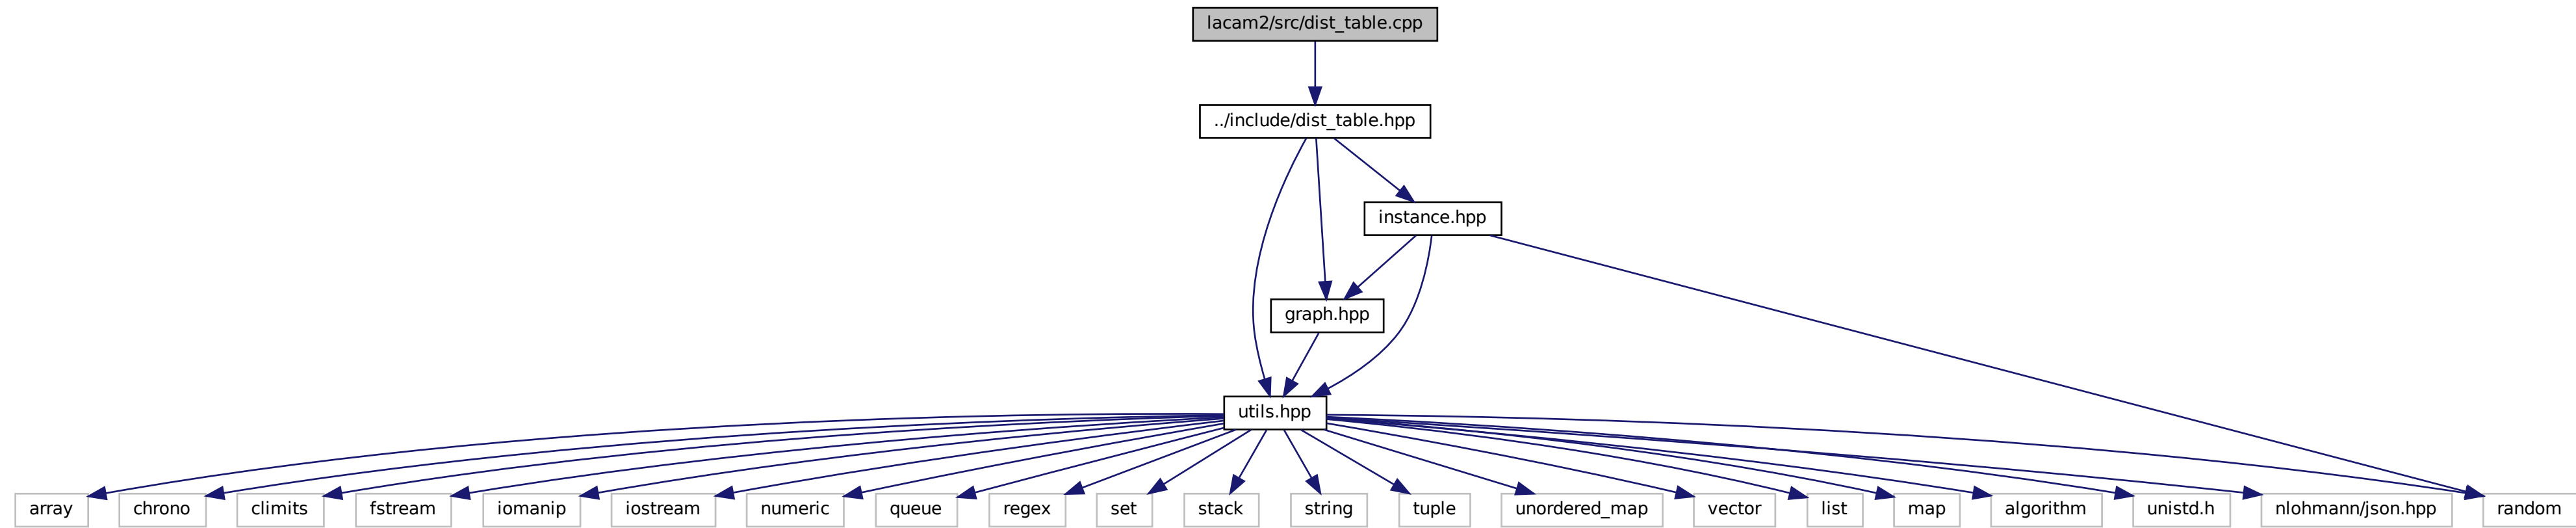 lacam2/src/dist_table.cpp
../include/dist_table.hpp
instance.hpp
graph.hpp
utils.hpp
array
chrono
climits
fstream
iomanip
iostream
numeric
queue
regex
set
stack
string
tuple
unordered_map
vector
list
map
algorithm
unistd.h
nlohmann/json.hpp
random